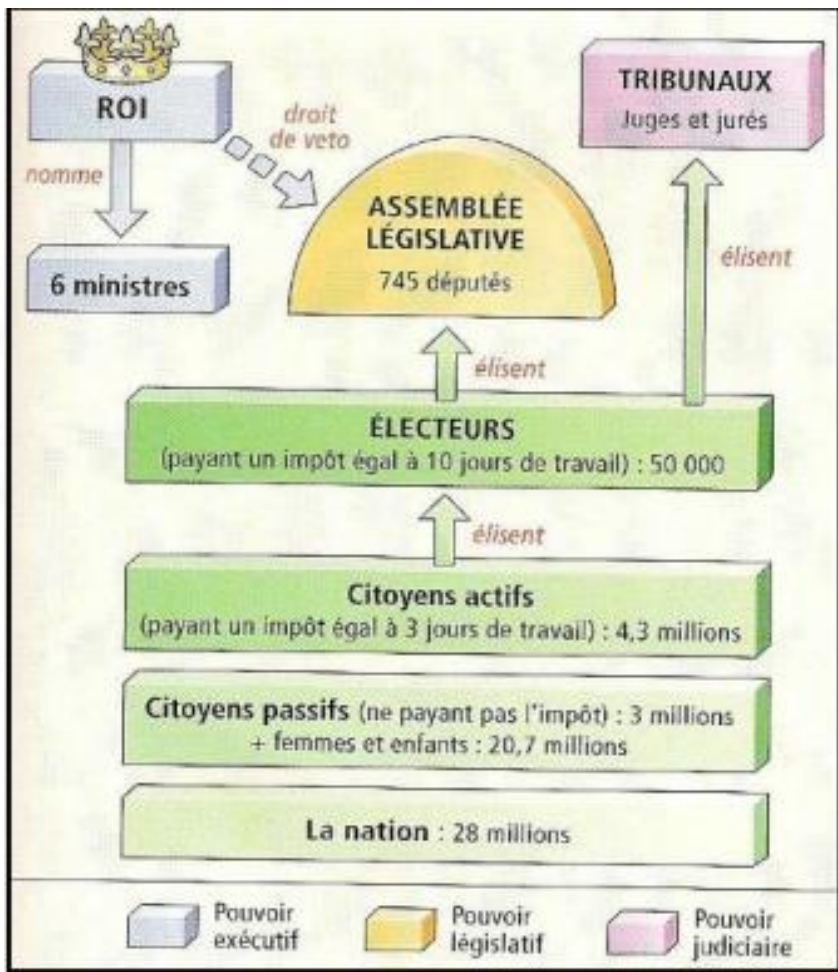 ROI
droit
de veto
nomme
6 ministres
ASSEMBLÉE
LÉGISLATIVE
745 députés
TRIBUNAUX
Juges et jurés
élisent
élisent
ÉLECTEURS
(payant un impôt égal à 10 jours de travail) : 50 000
élisent
Citoyens actifs
(payant un impôt égal à 3 jours de travail) : 4,3 millions
Citoyens passifs (ne payant pas l'impôt) : 3 millions
+ femmes et enfants : 20,7 millions
La nation : 28 millions
Pouvoir
exécutif
Pouvoir
législatif
Pouvoir
judiciaire